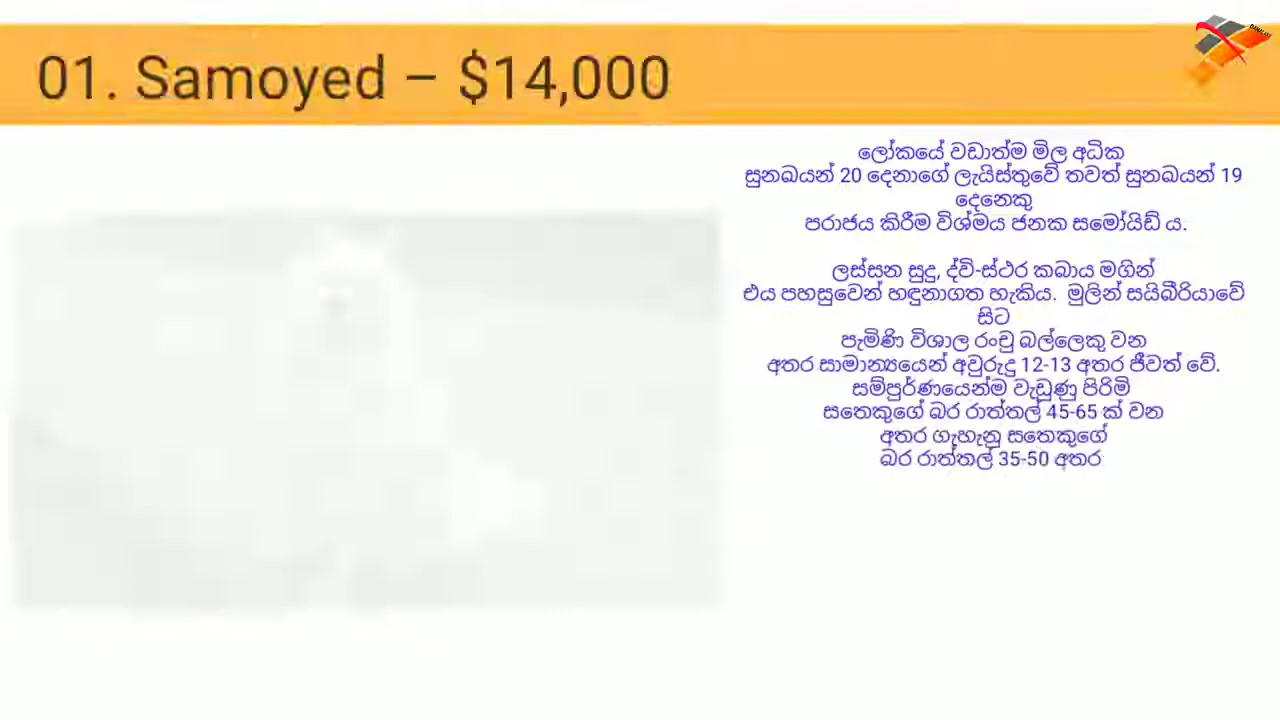 01. Samoyed – $14,000
ලෝකයේ වඩාත්ම මිල අධික
සුනඛයන් 20 දෙනාගේ ලැයිස්තුවේ තවත් සුනඛයන් 19
දෙනෙකු
පරාජය කිරීම විශ්මය ජනක සමෝයිඩ් ය.
ලස්සන සුදු, ද්වි-ස්ථර කබාය මගින්
එය පහසුවෙන් හඳුනාගත හැකිය. මුලින් සයිබීරියාවේ
සිට
පැමිණි විශාල රංචු බල්ලෙකු වන
අතර සාමාන්‍යයෙන් අවුරුදු 12-13 අතර ජීවත් වේ.
සම්පුර්ණයෙන්ම වැඩුණු පිරිමි
සතෙකුගේ බර රාත්තල් 45-65 ක් වන
අතර ගැහැනු සතෙකුගේ
බර රාත්තල් 35-50 අතර